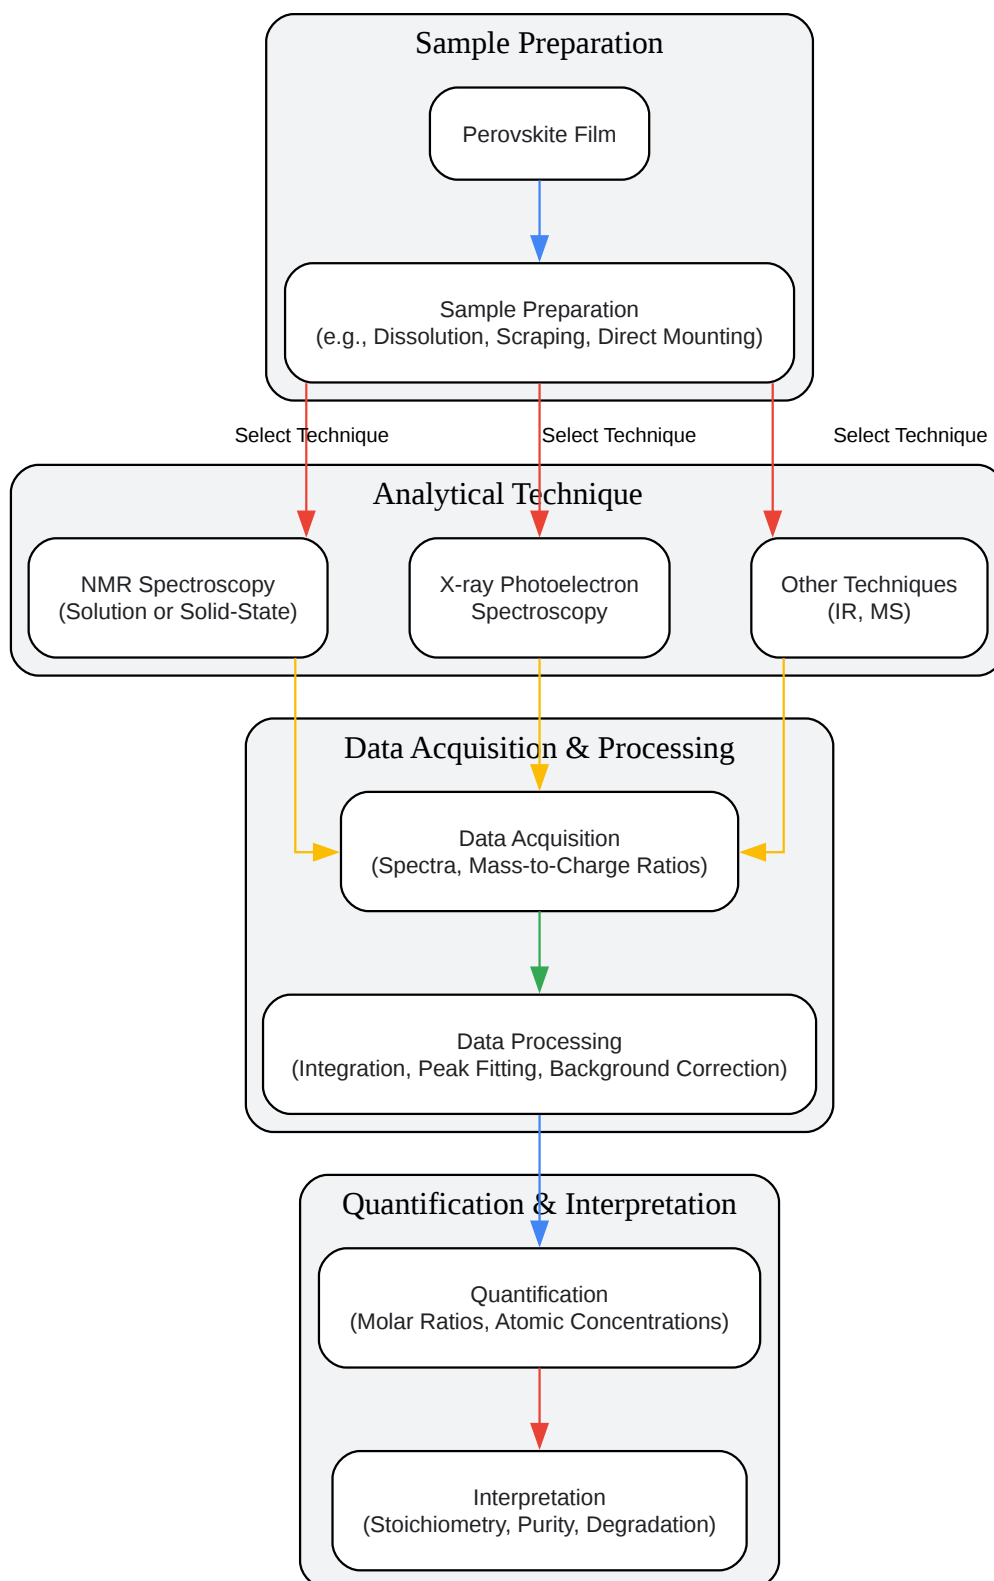 Sample Preparation
Perovskite Film
Sample Preparation
(e.g., Dissolution, Scraping, Direct Mounting)
Select Technique
Select Technique
Select Technique
Analytical Technique
NMR Spectroscopy
(Solution or Solid-State)
X-ray Photoelectron
Spectroscopy
Other Techniques
(IR, MS)
Data Acquisition & Processing
Data Acquisition
(Spectra, Mass-to-Charge Ratios)
Data Processing
(Integration, Peak Fitting, Background Correction)
Quantification & Interpretation
Quantification
(Molar Ratios, Atomic Concentrations)
Interpretation
(Stoichiometry, Purity, Degradation)